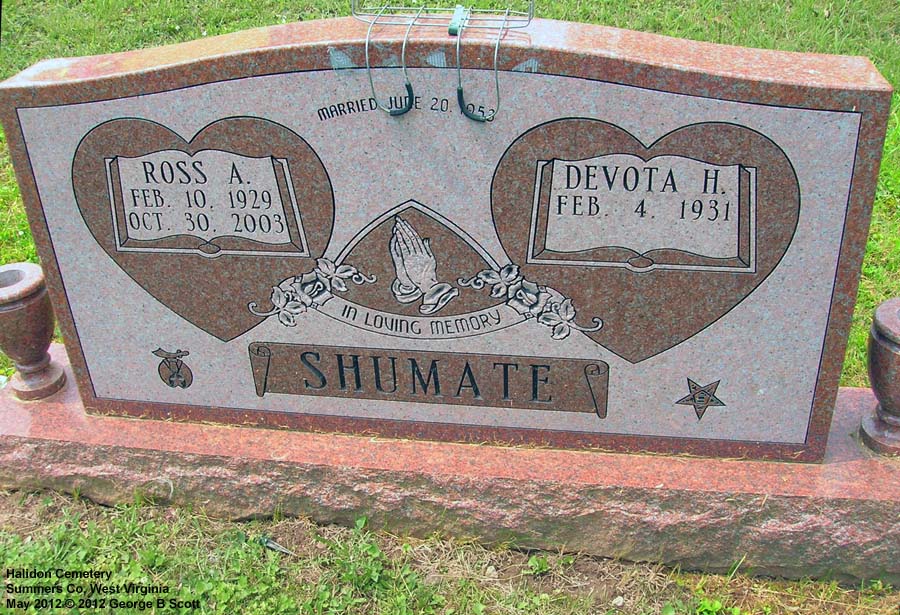 MARRIED JUNE 20, 1953
ROSS A.
FEB. 10. 1929
OCT. 30. 2003
DEVOTA H.
FEB. 4. 1931
IN LOVING MEMORY
SHUMATE
Halidon Cemetery
Summers Co, West Virginia
May 2012 © 2012 George B Scott